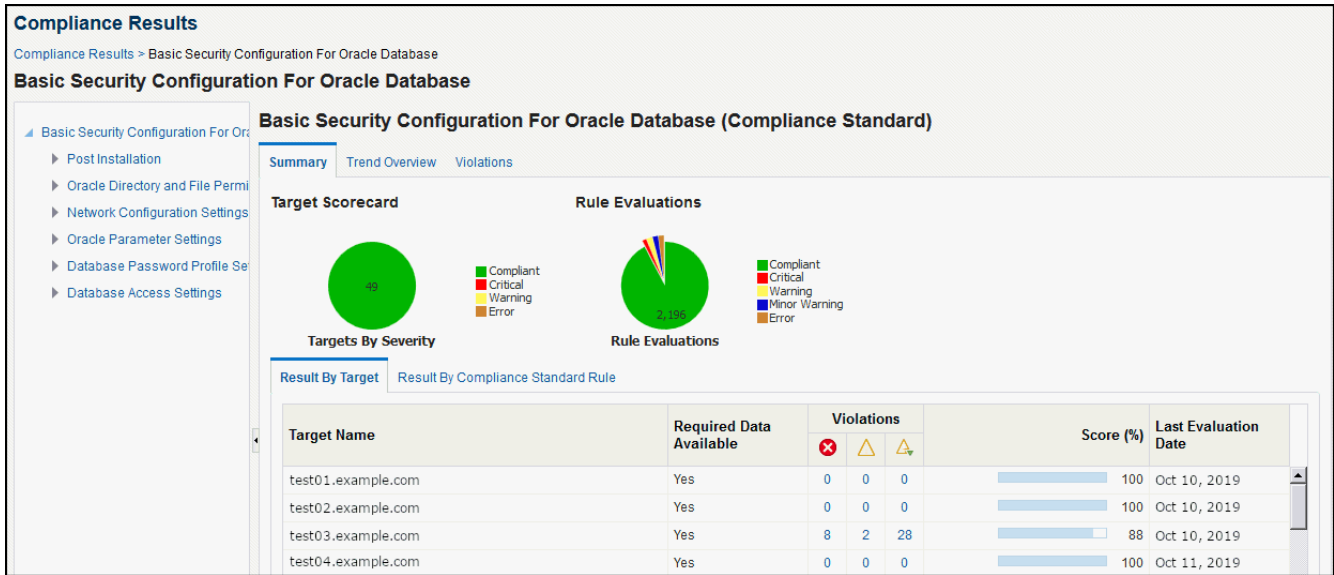 Compliance Results
Compliance Results > Basic Security Configuration For Oracle Database
Basic Security Configuration For Oracle Database
Basic Security Configuration For Ora
Post Installation
Oracle Directory and File Permi
Network Configuration Settings
Oracle Parameter Settings
Database Password Profile Set
Database Access Settings
Basic Security Configuration For Oracle Database (Compliance Standard)
Summary Trend Overview Violations
Target Scorecard
49
Compliant
Critical
Warning
Error
Targets By Severity
Rule Evaluations
2,196
Compliant
Critical
Warning
Minor Warning
Error
Rule Evaluations
Result By Target Result By Compliance Standard Rule
Target Name Required Data Available Violations Score (%) Last Evaluation Date
test01.example.com Yes 0 0 0 100 Oct 10, 2019
test02.example.com Yes 0 0 0 100 Oct 10, 2019
test03.example.com Yes 8 2 28 88 Oct 10, 2019
test04.example.com Yes 0 0 0 100 Oct 11, 2019